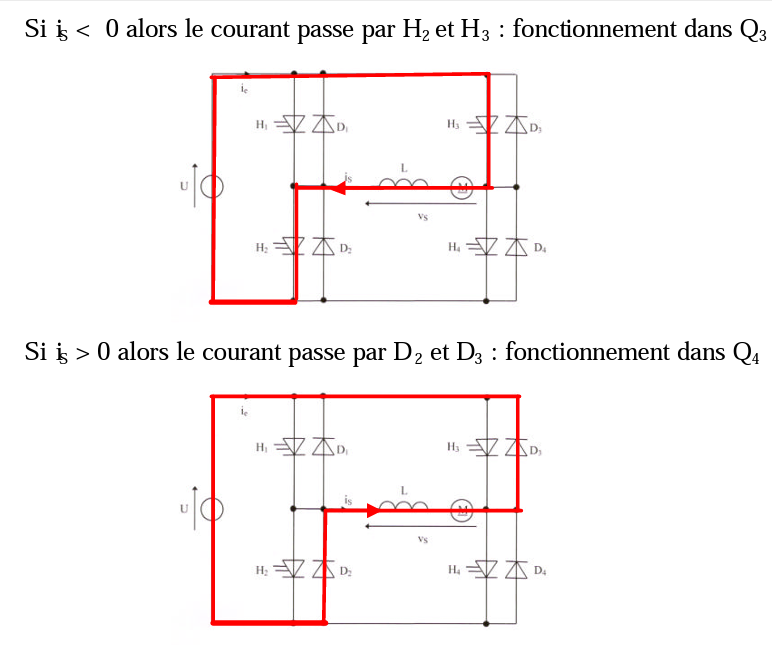 Si is < 0 alors le courant passe par H2 et H3 : fonctionnement dans Q3
ie
H1 D1 H3 D3
L
is
U M
vs
H2 D2 H4 D4
Si is > 0 alors le courant passe par D2 et D3 : fonctionnement dans Q4
ie
H1 D1 H3 D3
L
is
U M
vs
H2 D2 H4 D4